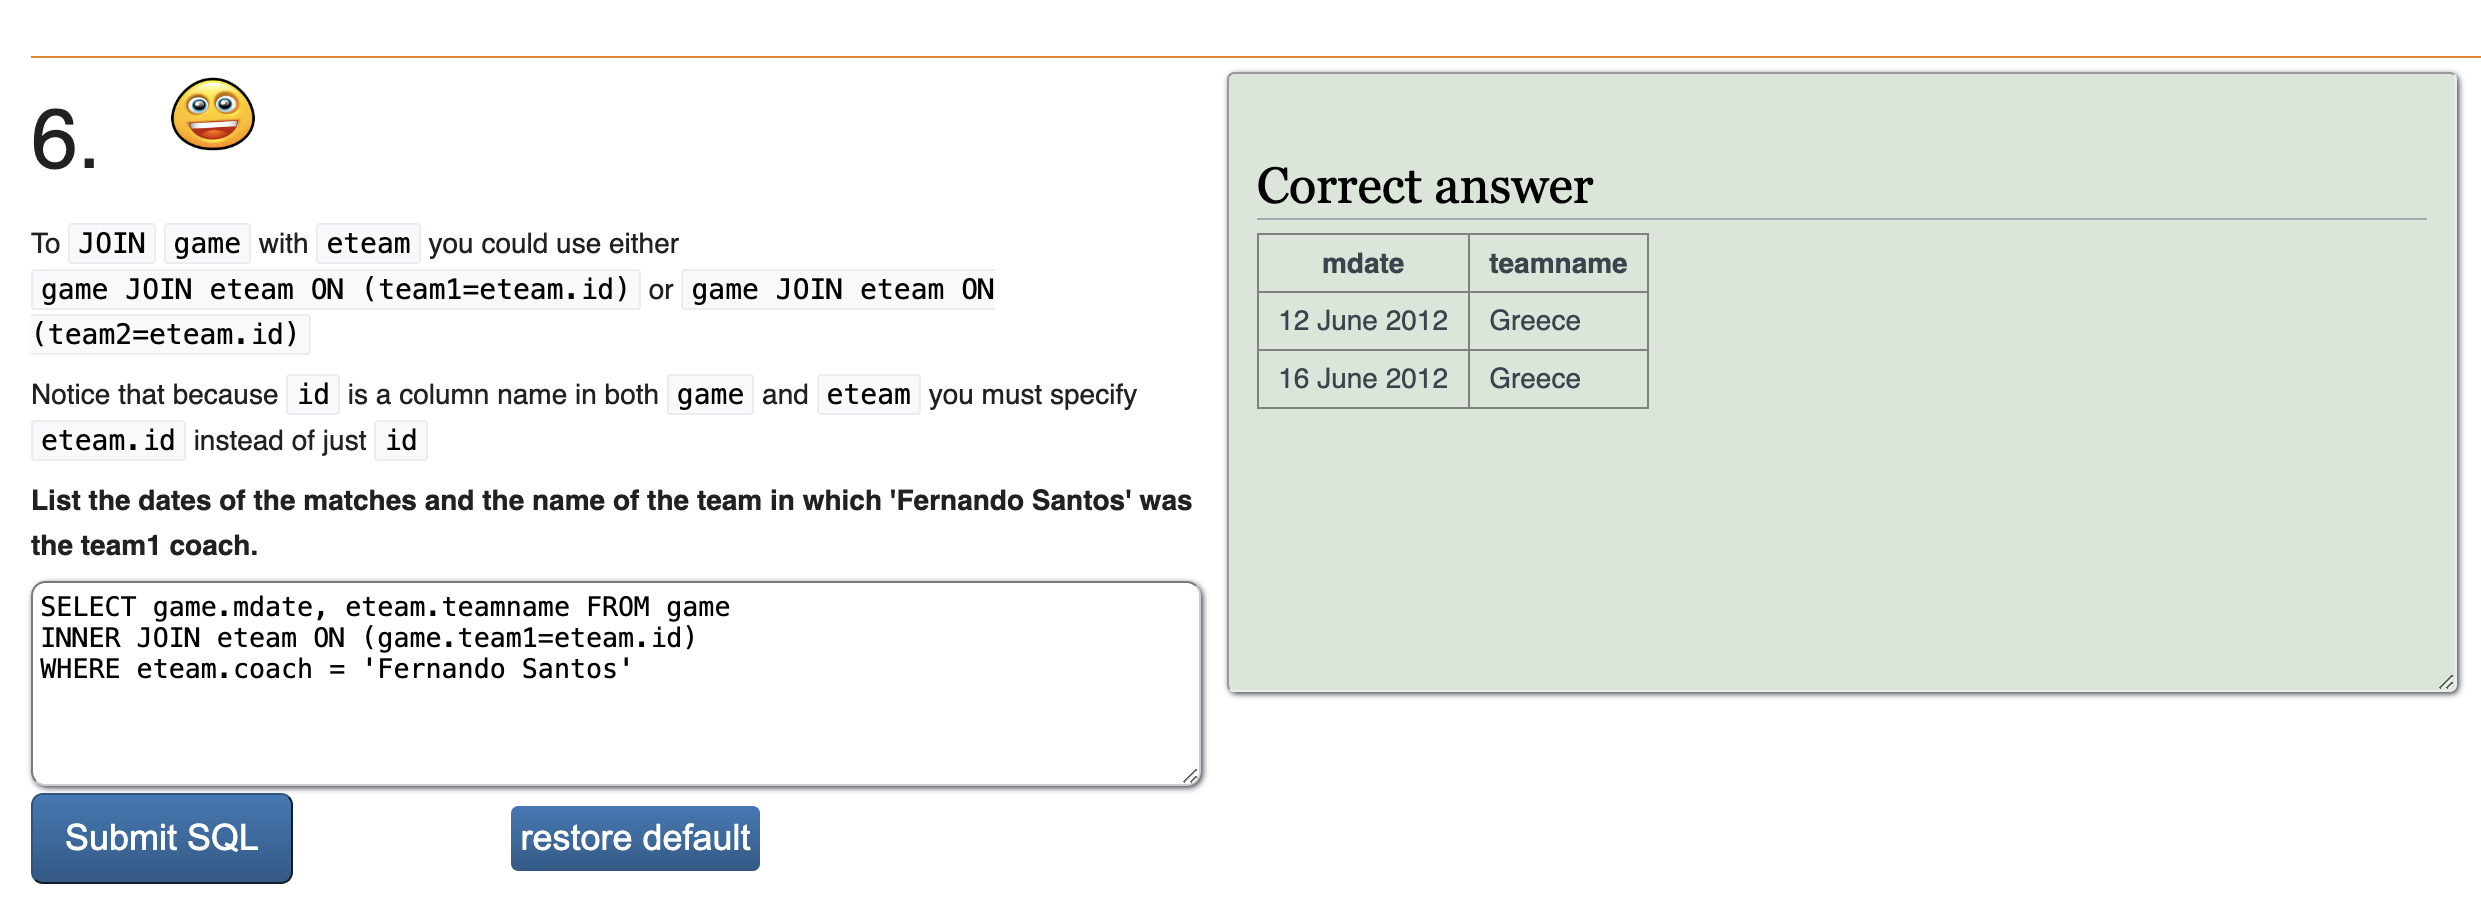 6.
To JOIN game with eteam you could use either
game JOIN eteam ON (team1=eteam.id) or game JOIN eteam ON
(team2=eteam.id)
Notice that because id is a column name in both game and eteam you must specify
eteam.id instead of just id
List the dates of the matches and the name of the team in which 'Fernando Santos' was
the team1 coach.
SELECT game.mdate, eteam.teamname FROM game
INNER JOIN eteam ON (game.team1=eteam.id)
WHERE eteam.coach = 'Fernando Santos'
Submit SQL
restore default
Correct answer
mdate teamname
12 June 2012 Greece
16 June 2012 Greece